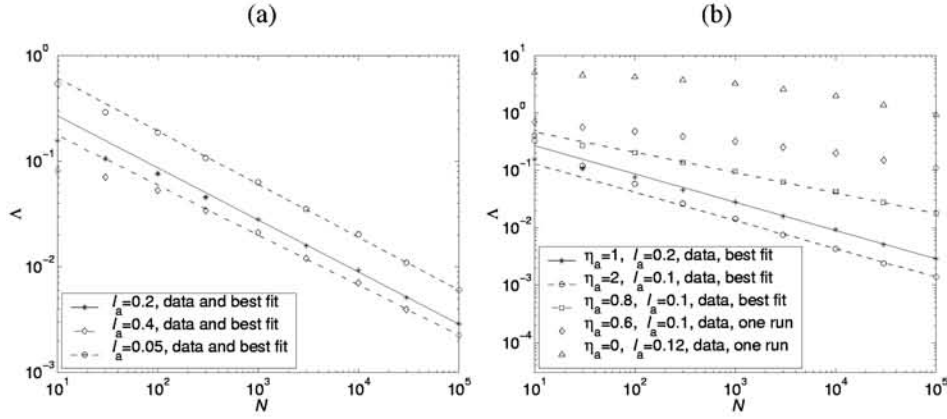 (a)
10^0
10^-1
10^-2
10^-3
Λ
l_a=0.2, data and best fit
l_a=0.4, data and best fit
l_a=0.05, data and best fit
10^1 10^2 10^3 10^4 10^5
N
(b)
10^1
10^0
10^-1
10^-2
10^-3
10^-4
Λ
η_a=1, l_a=0.2, data, best fit
η_a=2, l_a=0.1, data, best fit
η_a=0.8, l_a=0.1, data, best fit
η_a=0.6, l_a=0.1, data, one run
η_a=0, l_a=0.12, data, one run
10^1 10^2 10^3 10^4 10^5
N